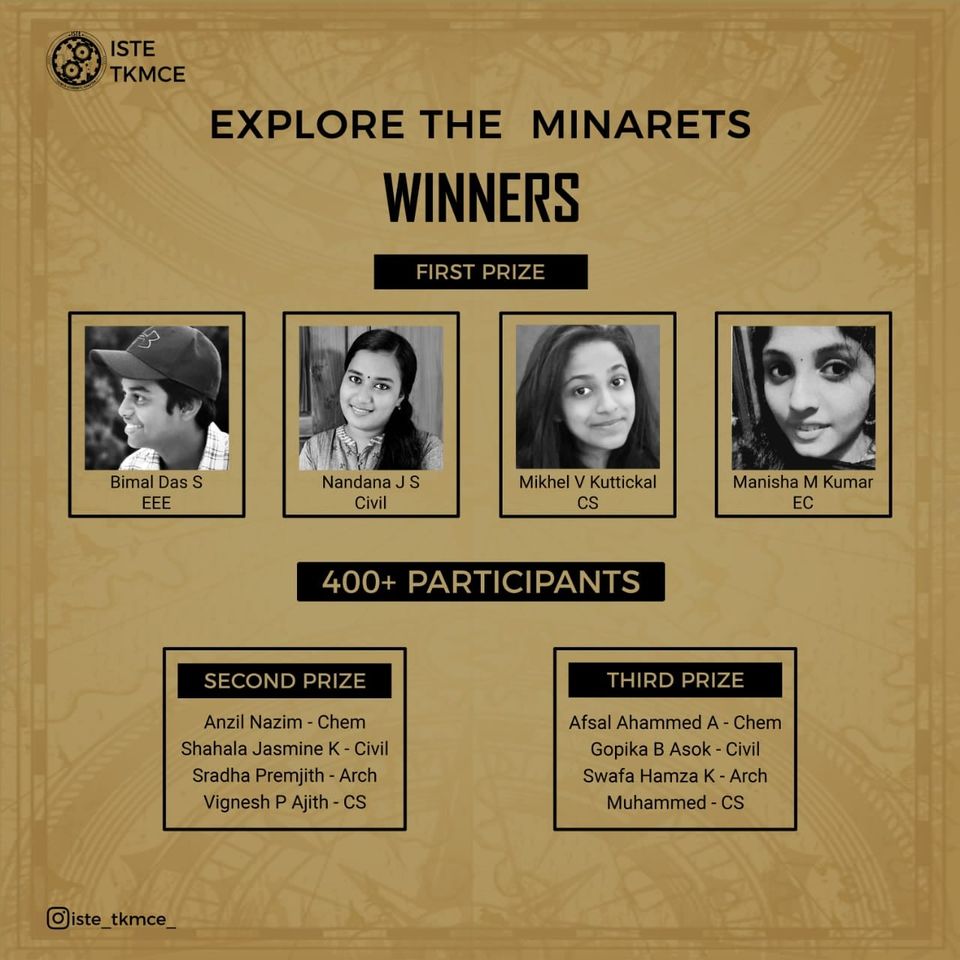 ISTE
TKMCE
EXPLORE THE MINARETS
WINNERS
FIRST PRIZE
Bimal Das S
EEE
Nandana J S
Civil
Mikhel V Kuttickal
CS
Manisha M Kumar
EC
400+ PARTICIPANTS
SECOND PRIZE
Anzil Nazim - Chem
Shahala Jasmine K - Civil
Sradha Premjith - Arch
Vignesh P Ajith - CS
THIRD PRIZE
Afsal Ahammed A - Chem
Gopika B Asok - Civil
Swafa Hamza K - Arch
Muhammed - CS
iste_tkmce_